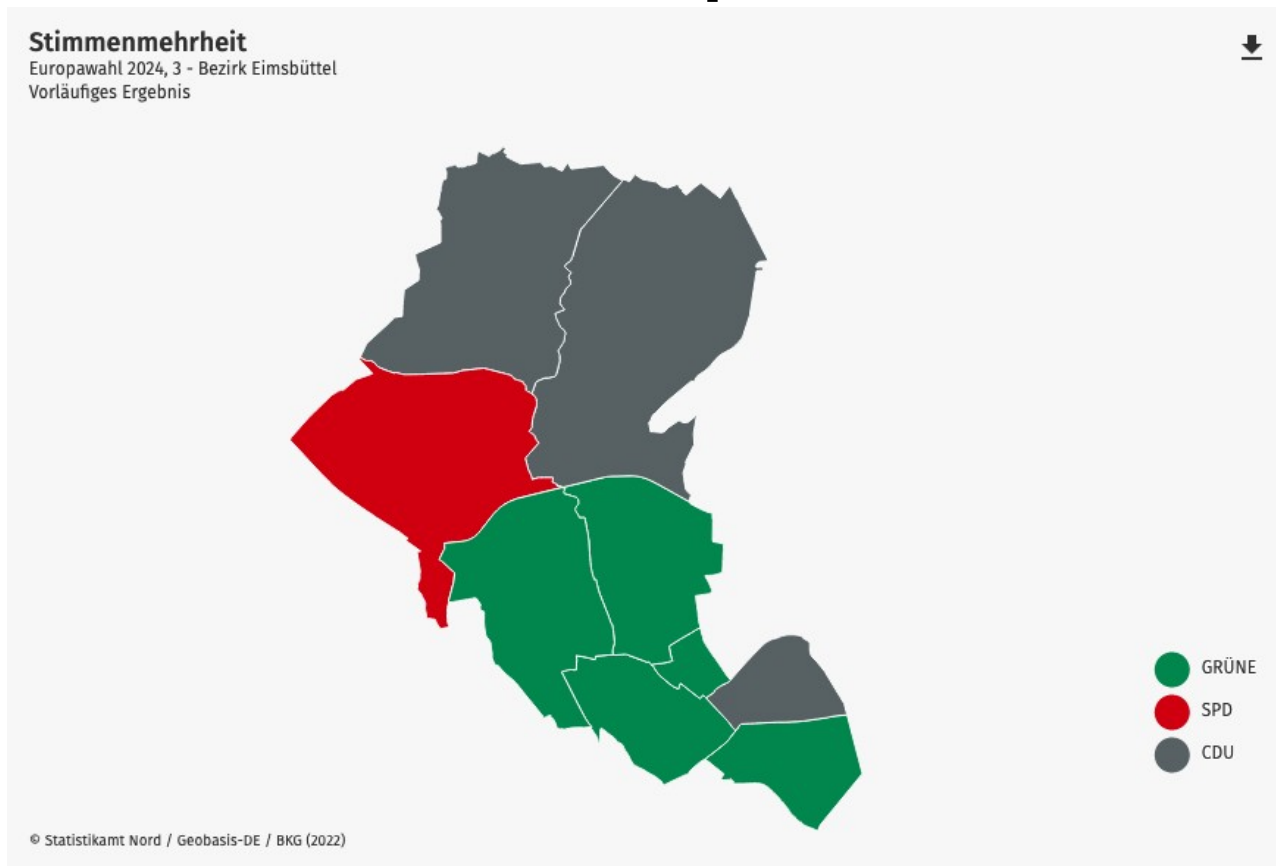 Stimmenmehrheit
Europawahl 2024, 3 - Bezirk Eimsbüttel
Vorläufiges Ergebnis
GRÜNE
SPD
CDU
© Statistikamt Nord / Geobasis-DE / BKG (2022)